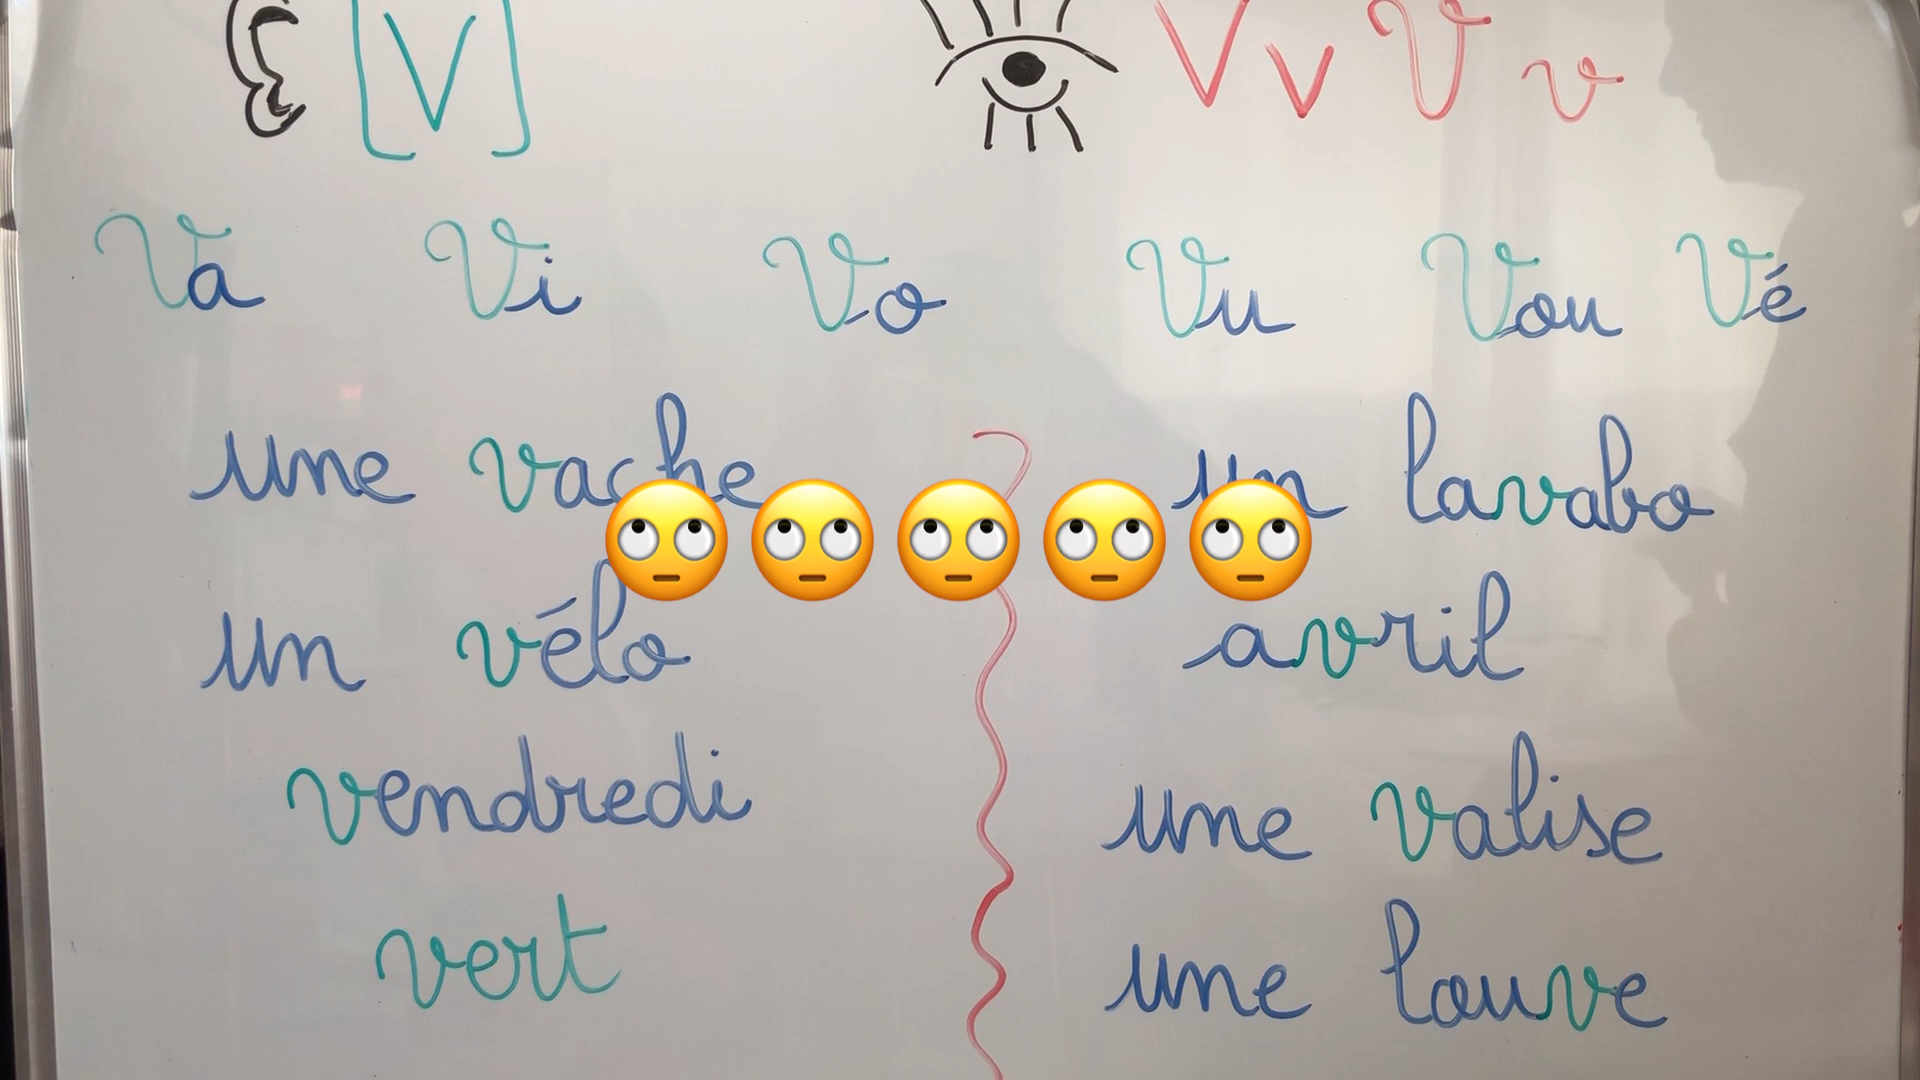 [V] V v V v
Va Vi Vo Vu Vou Vé
une vache
un vélo
vendredi
vert
un lavabo
avril
une valise
une louve